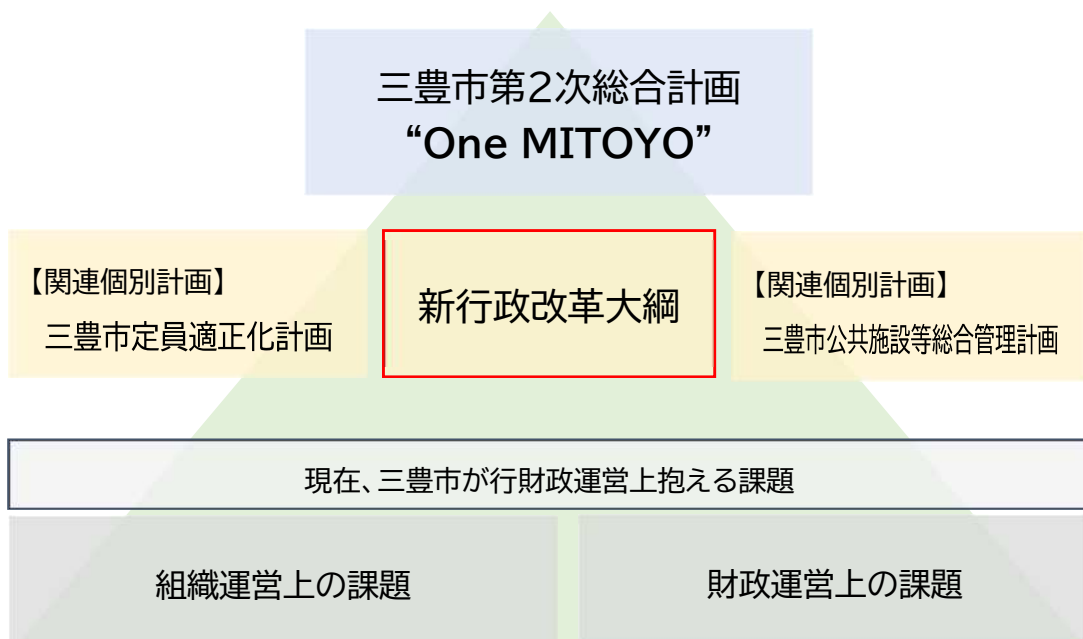 三豊市第2次総合計画
“One MITOYO”
【関連個別計画】
三豊市定員適正化計画
新行政改革大綱
【関連個別計画】
三豊市公共施設等総合管理計画
現在、三豊市が行財政運営上抱える課題
組織運営上の課題
財政運営上の課題